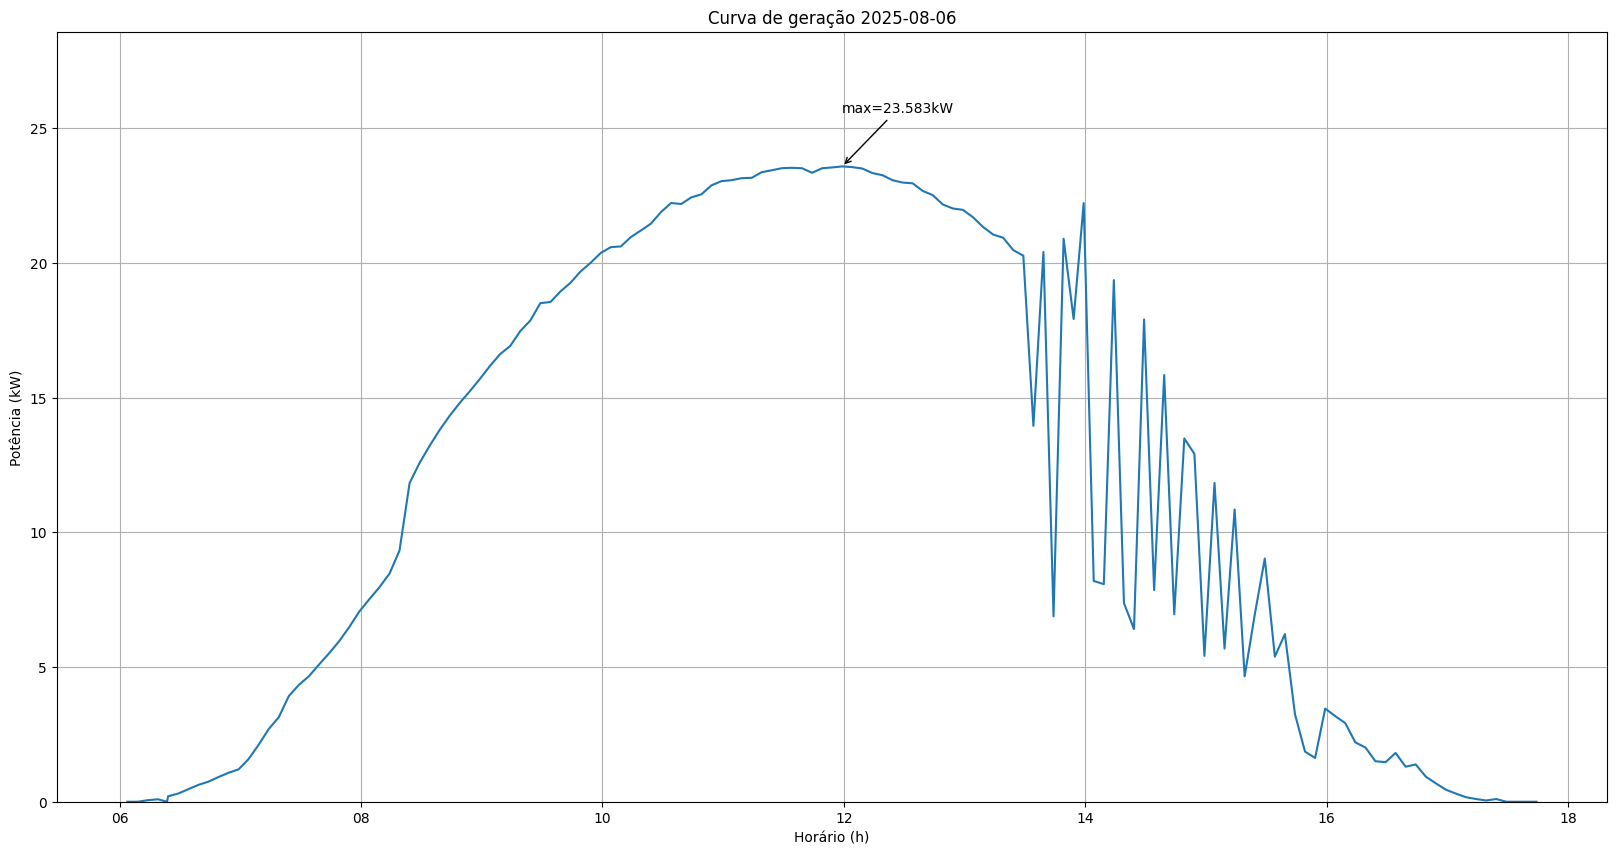 Curva de geração 2025-08-06
max=23.583kW
Potência (kW)
25
20
15
10
5
0
06 08 10 12 14 16 18
Horário (h)